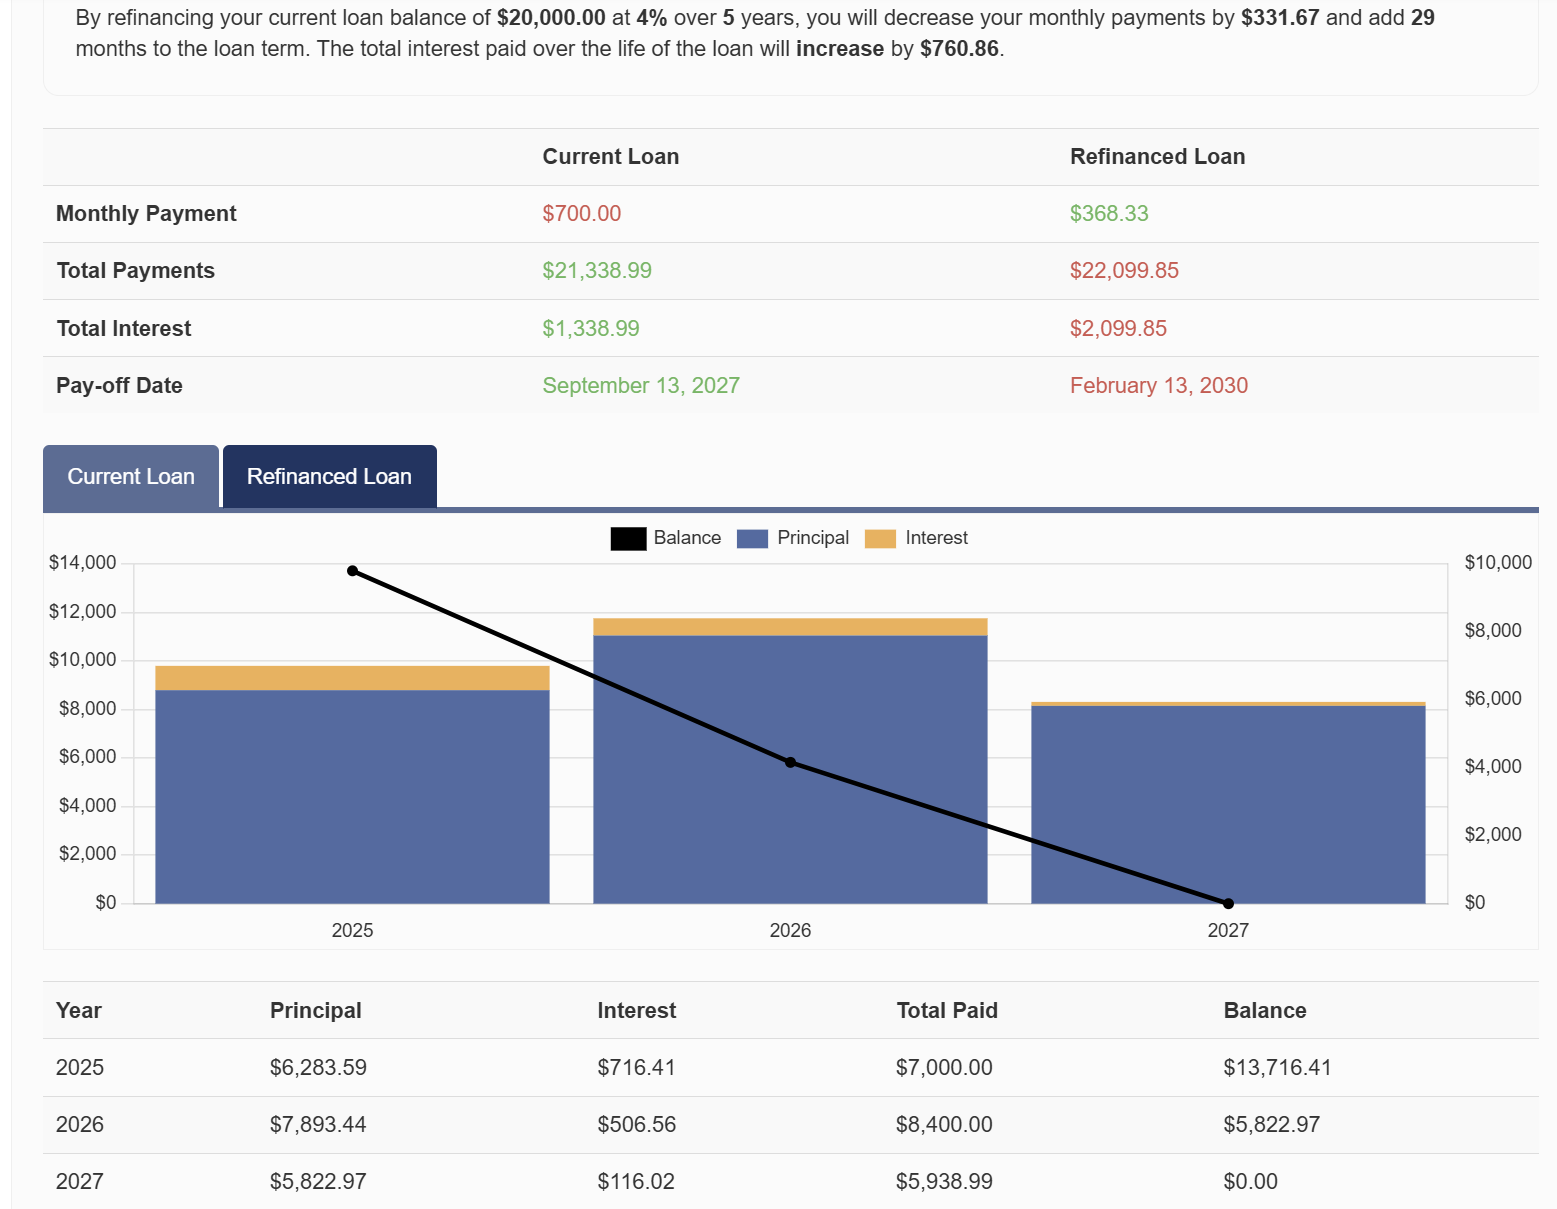 By refinancing your current loan balance of $20,000.00 at 4% over 5 years, you will decrease your monthly payments by $331.67 and add 29
months to the loan term. The total interest paid over the life of the loan will increase by $760.86.
Current Loan Refinanced Loan
Monthly Payment $700.00 $368.33
Total Payments $21,338.99 $22,099.85
Total Interest $1,338.99 $2,099.85
Pay-off Date September 13, 2027 February 13, 2030
Current Loan Refinanced Loan
Balance Principal Interest
$14,000 $10,000
$12,000
$8,000
$10,000
$6,000
$8,000
$6,000
$4,000
$4,000
$2,000
$2,000
$0 $0
2025 2026 2027
Year Principal Interest Total Paid Balance
2025 $6,283.59 $716.41 $7,000.00 $13,716.41
2026 $7,893.44 $506.56 $8,400.00 $5,822.97
2027 $5,822.97 $116.02 $5,938.99 $0.00